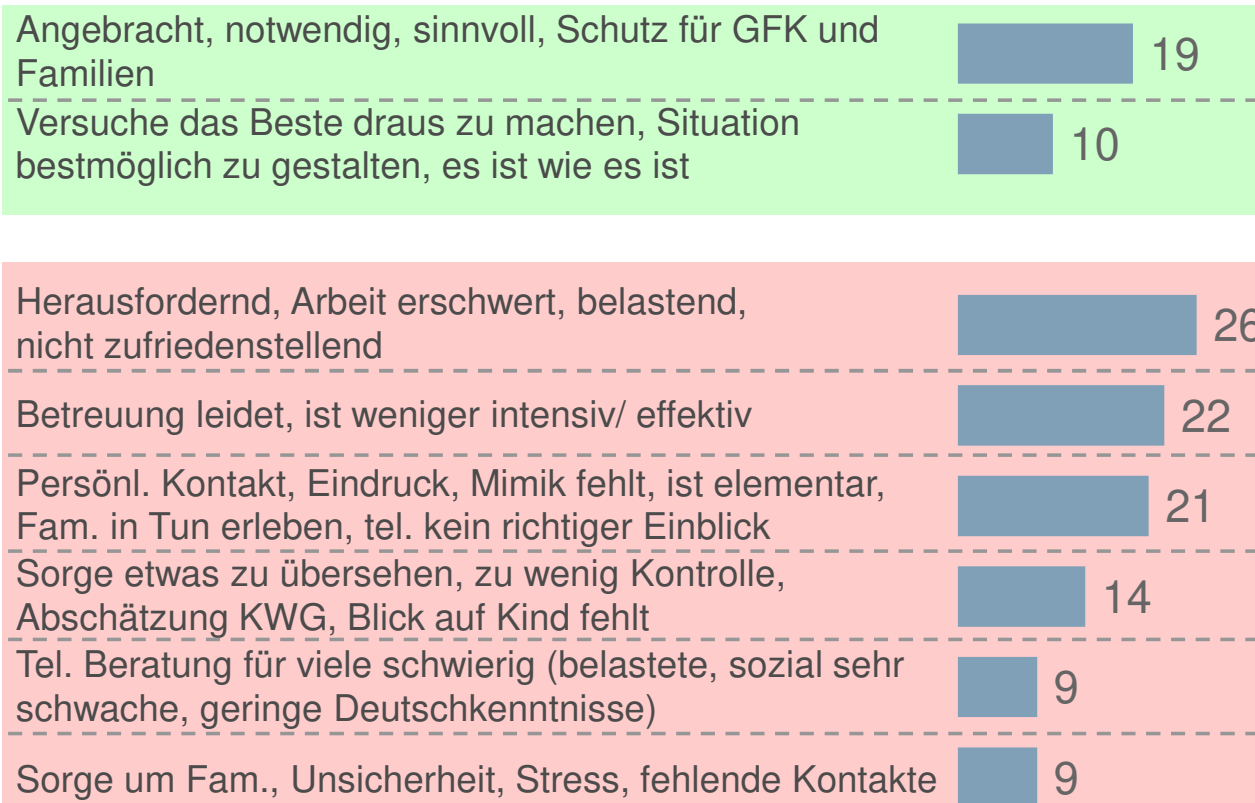 Angebracht, notwendig, sinnvoll, Schutz für GFK und
Familien
19
Versuche das Beste draus zu machen, Situation
bestmöglich zu gestalten, es ist wie es ist
10
Herausfordernd, Arbeit erschwert, belastend,
nicht zufriedenstellend
26
Betreuung leidet, ist weniger intensiv/ effektiv
22
Persönl. Kontakt, Eindruck, Mimik fehlt, ist elementar,
Fam. in Tun erleben, tel. kein richtiger Einblick
21
Sorge etwas zu übersehen, zu wenig Kontrolle,
Abschätzung KWG, Blick auf Kind fehlt
14
Tel. Beratung für viele schwierig (belastete, sozial sehr
schwache, geringe Deutschkenntnisse)
9
Sorge um Fam., Unsicherheit, Stress, fehlende Kontakte
9